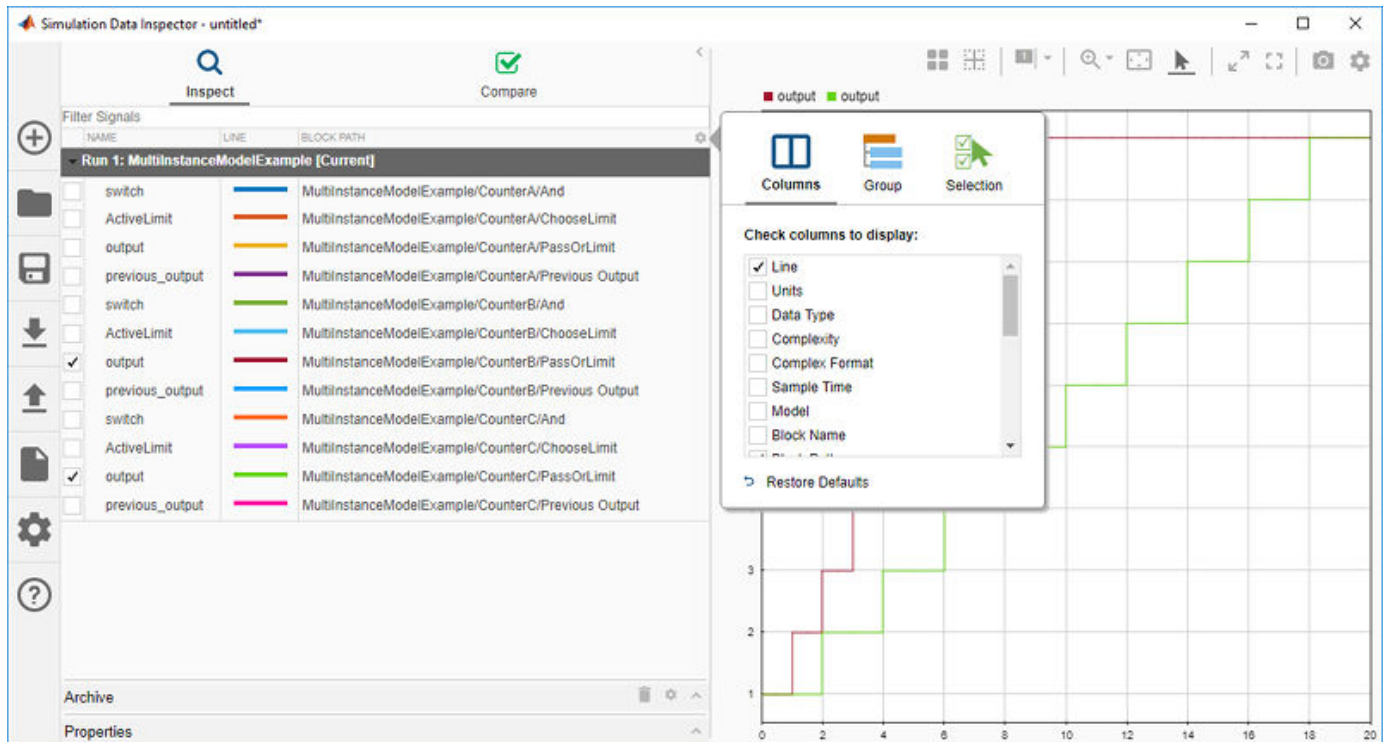 Simulation Data Inspector - untitled*
Inspect
Compare
Filter Signals
NAME LINE BLOCK PATH
Run 1: MultiInstanceModelExample [Current]
switch MultiInstanceModelExample/CounterA/And
ActiveLimit MultiInstanceModelExample/CounterA/ChooseLimit
output MultiInstanceModelExample/CounterA/PassOrLimit
previous_output MultiInstanceModelExample/CounterA/Previous Output
switch MultiInstanceModelExample/CounterB/And
ActiveLimit MultiInstanceModelExample/CounterB/ChooseLimit
output MultiInstanceModelExample/CounterB/PassOrLimit
previous_output MultiInstanceModelExample/CounterB/Previous Output
switch MultiInstanceModelExample/CounterC/And
ActiveLimit MultiInstanceModelExample/CounterC/ChooseLimit
output MultiInstanceModelExample/CounterC/PassOrLimit
previous_output MultiInstanceModelExample/CounterC/Previous Output
Archive
Properties
output output
Columns Group Selection
Check columns to display:
Line
Units
Data Type
Complexity
Complex Format
Sample Time
Model
Block Name
Restore Defaults
3
2
1
0 2 4 6 8 10 12 14 16 18 20